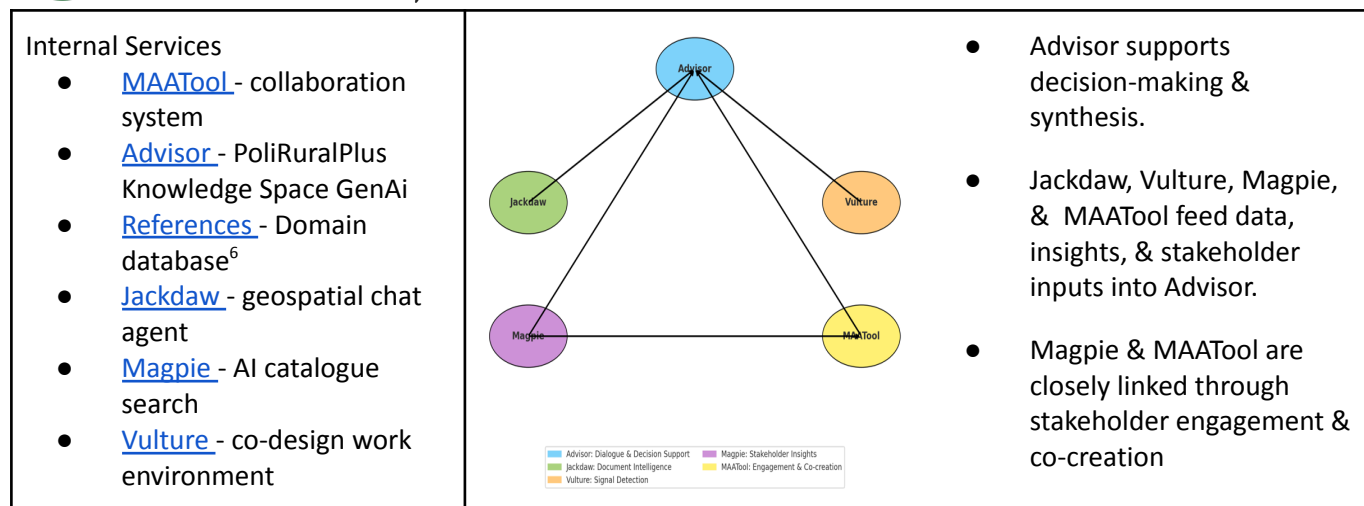 Internal Services
● MAATool - collaboration
system
● Advisor - PoliRuralPlus
Knowledge Space GenAi
● References - Domain
database⁶
● Jackdaw - geospatial chat
agent
● Magpie - AI catalogue
search
● Vulture - co-design work
environment
Advisor
Jackdaw
Vulture
Magpie
MAATool
Advisor: Dialogue & Decision Support
Jackdaw: Document Intelligence
Vulture: Signal Detection
Magpie: Stakeholder Insights
MAATool: Engagement & Co-creation
● Advisor supports
decision-making &
synthesis.
● Jackdaw, Vulture, Magpie,
& MAATool feed data,
insights, & stakeholder
inputs into Advisor.
● Magpie & MAATool are
closely linked through
stakeholder engagement &
co-creation